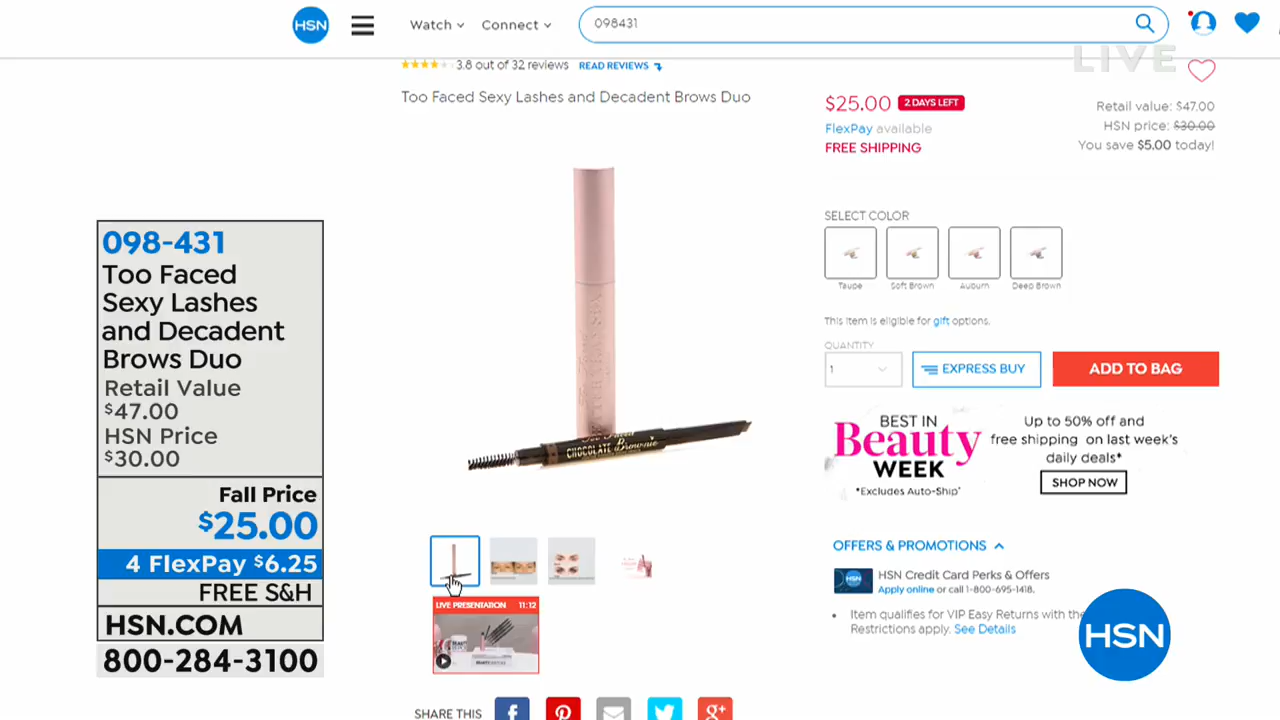 HSN
Watch
Connect
098431
LIVE
3.8 out of 32 reviews
READ REVIEWS
Too Faced Sexy Lashes and Decadent Brows Duo
$25.00
2 DAYS LEFT
FlexPay available
FREE SHIPPING
Retail value: $47.00
HSN price: $30.00
You save $5.00 today!
SELECT COLOR
Taupe
Soft Brown
Auburn
Deep Brown
This item is eligible for gift options.
QUANTITY
1
EXPRESS BUY
ADD TO BAG
CHOCOLATE Brownie
BEST IN
Beauty
WEEK
*Excludes Auto-Ship*
Up to 50% off and
free shipping on last week's
daily deals*
SHOP NOW
OFFERS & PROMOTIONS
HSN
HSN Credit Card Perks & Offers
Apply online or call 1-800-695-1418.
• Item qualifies for VIP Easy Returns with the
Restrictions apply. See Details
HSN
LIVE PRESENTATION 11:12
SHARE THIS
f
g+
098-431
Too Faced
Sexy Lashes
and Decadent
Brows Duo
Retail Value
$47.00
HSN Price
$30.00
Fall Price
$25.00
4 FlexPay $6.25
FREE S&H
HSN.COM
800-284-3100